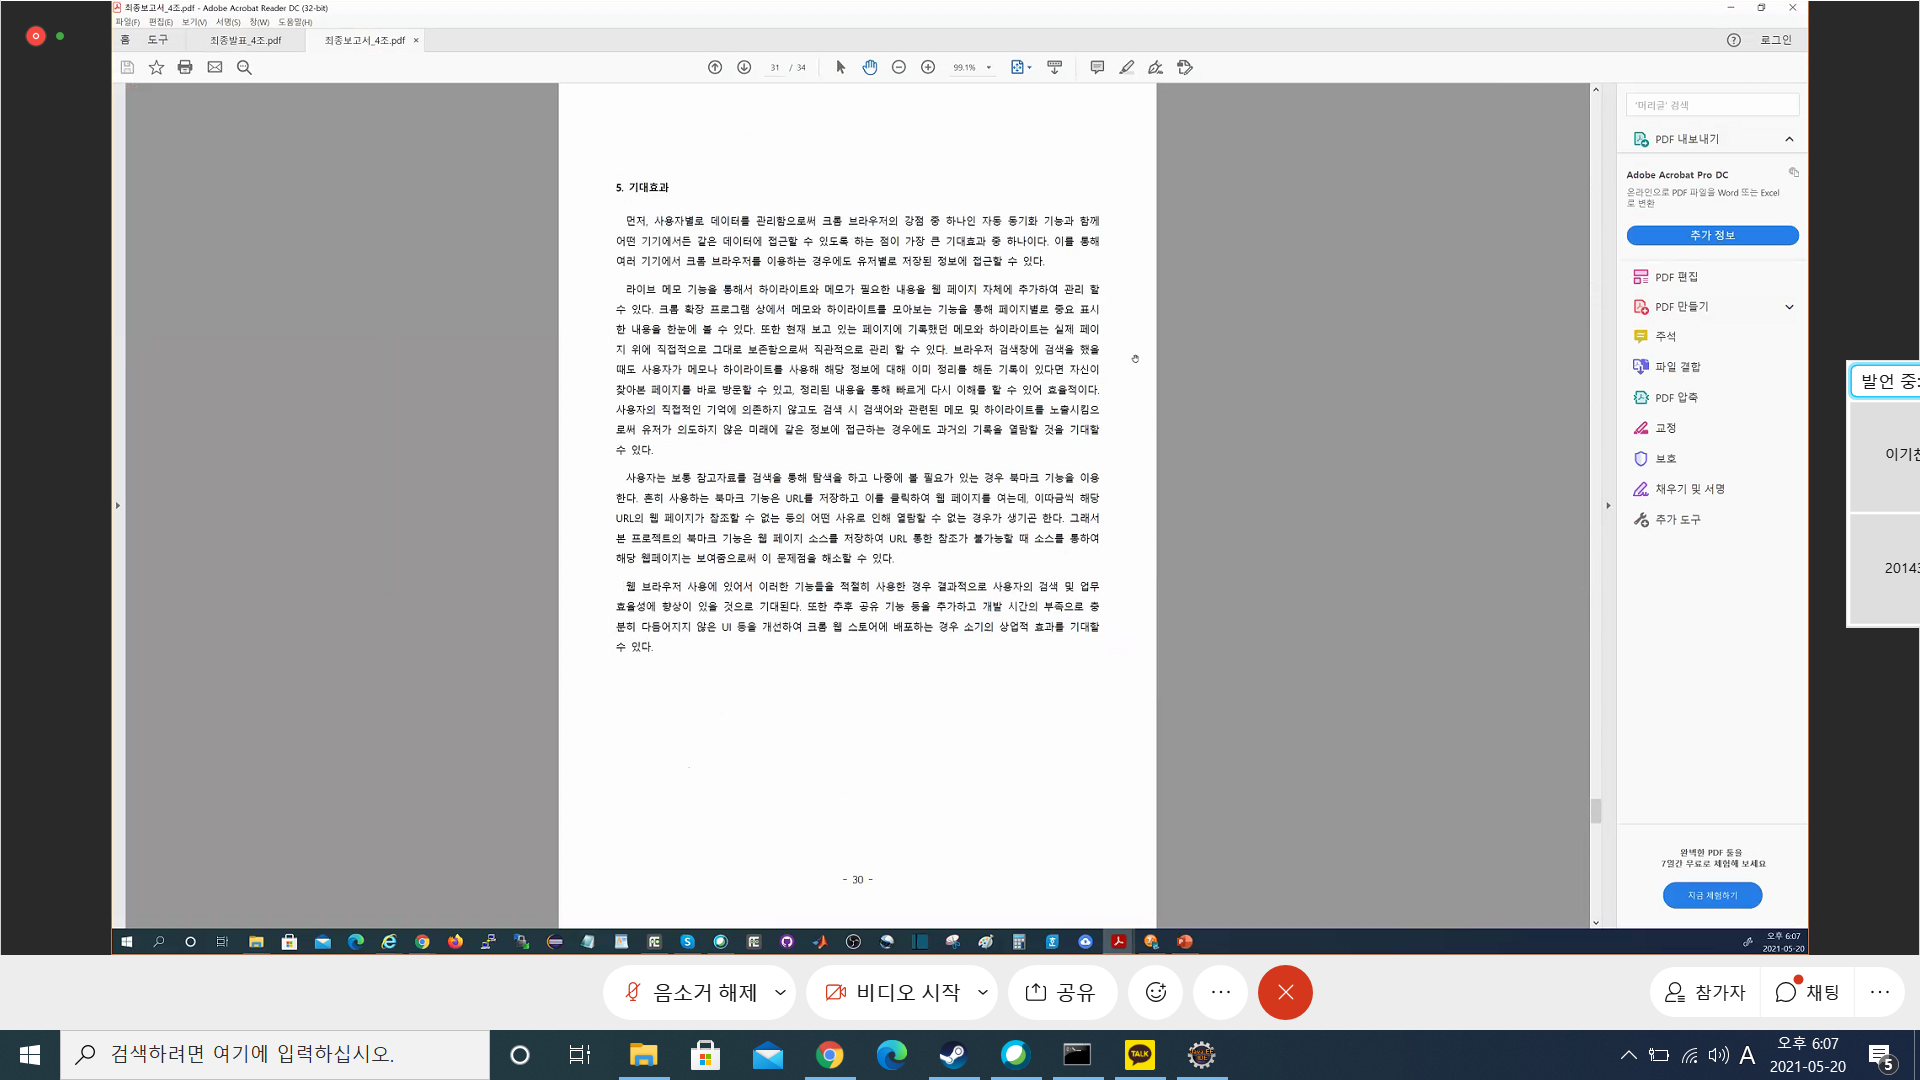 최종보고서_4조.pdf - Adobe Acrobat Reader DC (32-bit)
파일(F) 편집(E) 보기(V) 서명(S) 창(W) 도움말(H)
홈 도구 최종발표_4조.pdf 최종보고서_4조.pdf × 로그인
31 / 34 99.1%
5. 기대효과
먼저, 사용자별로 데이터를 관리함으로써 크롬 브라우저의 강점 중 하나인 자동 동기화 기능과 함께
어떤 기기에서든 같은 데이터에 접근할 수 있도록 하는 점이 가장 큰 기대효과 중 하나이다. 이를 통해
여러 기기에서 크롬 브라우저를 이용하는 경우에도 유저별로 저장된 정보에 접근할 수 있다.
라이브 메모 기능을 통해서 하이라이트와 메모가 필요한 내용을 웹 페이지 자체에 추가하여 관리 할
수 있다. 크롬 확장 프로그램 상에서 메모와 하이라이트를 모아보는 기능을 통해 페이지별로 중요 표시
한 내용을 한눈에 볼 수 있다. 또한 현재 보고 있는 페이지에 기록했던 메모와 하이라이트는 실제 페이
지 위에 직접적으로 그대로 보존함으로써 직관적으로 관리 할 수 있다. 브라우저 검색창에 검색을 했을
때도 사용자가 메모나 하이라이트를 사용해 해당 정보에 대해 이미 정리를 해둔 기록이 있다면 자신이
찾아본 페이지를 바로 방문할 수 있고, 정리된 내용을 통해 빠르게 다시 이해를 할 수 있어 효율적이다.
사용자의 직접적인 기억에 의존하지 않고도 검색 시 검색어와 관련된 메모 및 하이라이트를 노출시킴으
로써 유저가 의도하지 않은 미래에 같은 정보에 접근하는 경우에도 과거의 기록을 열람할 것을 기대할
수 있다.
사용자는 보통 참고자료를 검색을 통해 탐색을 하고 나중에 볼 필요가 있는 경우 북마크 기능을 이용
한다. 흔히 사용하는 북마크 기능은 URL를 저장하고 이를 클릭하여 웹 페이지를 여는데, 이따금씩 해당
URL의 웹 페이지가 참조할 수 없는 등의 어떤 사유로 인해 열람할 수 없는 경우가 생기곤 한다. 그래서
본 프로젝트의 북마크 기능은 웹 페이지 소스를 저장하여 URL 통한 참조가 불가능할 때 소스를 통하여
해당 웹페이지는 보여줌으로써 이 문제점을 해소할 수 있다.
웹 브라우저 사용에 있어서 이러한 기능들을 적절히 사용한 경우 결과적으로 사용자의 검색 및 업무
효율성에 향상이 있을 것으로 기대된다. 또한 추후 공유 기능 등을 추가하고 개발 시간의 부족으로 충
분히 다듬어지지 않은 UI 등을 개선하여 크롬 웹 스토어에 배포하는 경우 소기의 상업적 효과를 기대할
수 있다.
- 30 -
'머리글' 검색
PDF 내보내기
Adobe Acrobat Pro DC
온라인으로 PDF 파일을 Word 또는 Excel
로 변환
추가 정보
PDF 편집
PDF 만들기
주석
파일 결합
PDF 압축
교정
보호
채우기 및 서명
추가 도구
완벽한 PDF 툴을
7일간 무료로 체험해 보세요
지금 체험하기
발언 중:
이기
2014
오후 6:07
2021-05-20
음소거 해제 비디오 시작 공유 참가자 채팅
검색하려면 여기에 입력하십시오.
TALK
A
오후 6:07
2021-05-20
5